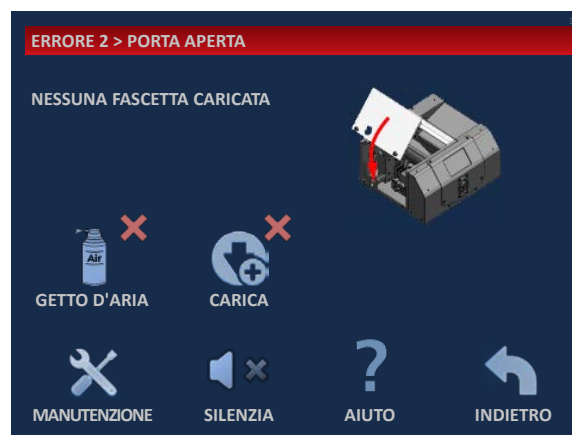 ERRORE 2 > PORTA APERTA
NESSUNA FASCETTA CARICATA
Air
GETTO D'ARIA
CARICA
MANUTENZIONE
SILENZIA
AIUTO
INDIETRO